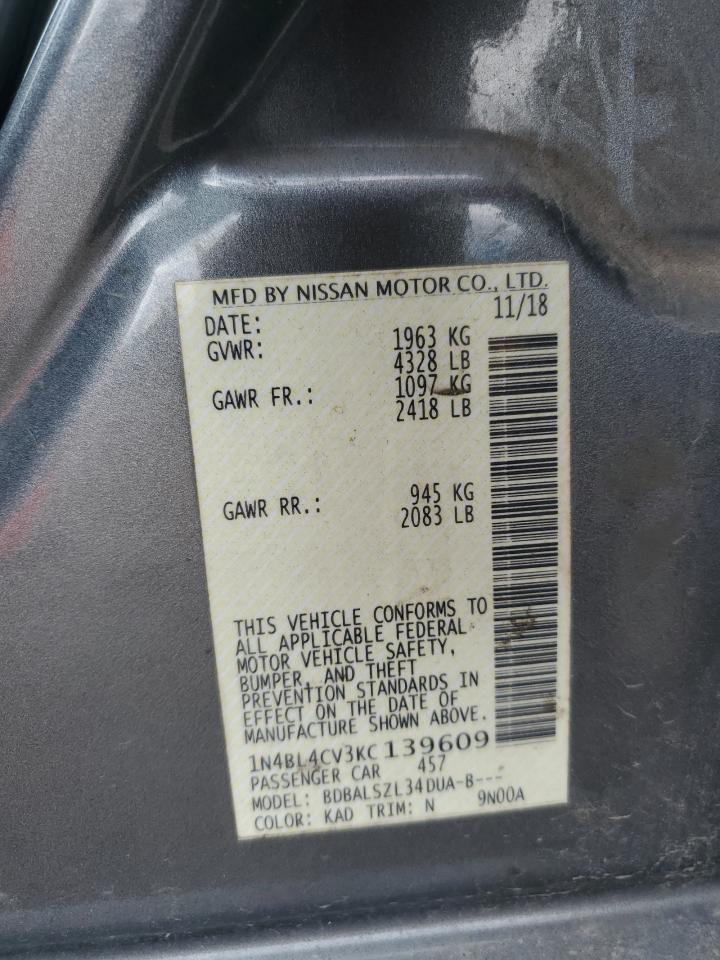 MFD BY NISSAN MOTOR CO., LTD.
DATE: 11/18
GVWR: 1963 KG
4328 LB
GAWR FR.: 1097 KG
2418 LB
GAWR RR.: 945 KG
2083 LB
THIS VEHICLE CONFORMS TO
ALL APPLICABLE FEDERAL
MOTOR VEHICLE SAFETY,
BUMPER, AND THEFT
PREVENTION STANDARDS IN
EFFECT ON THE DATE OF
MANUFACTURE SHOWN ABOVE.
1N4BL4CV3KC139609
PASSENGER CAR 457
MODEL: BDBALSZL34DUA-B---
COLOR: KAD TRIM: N 9N00A